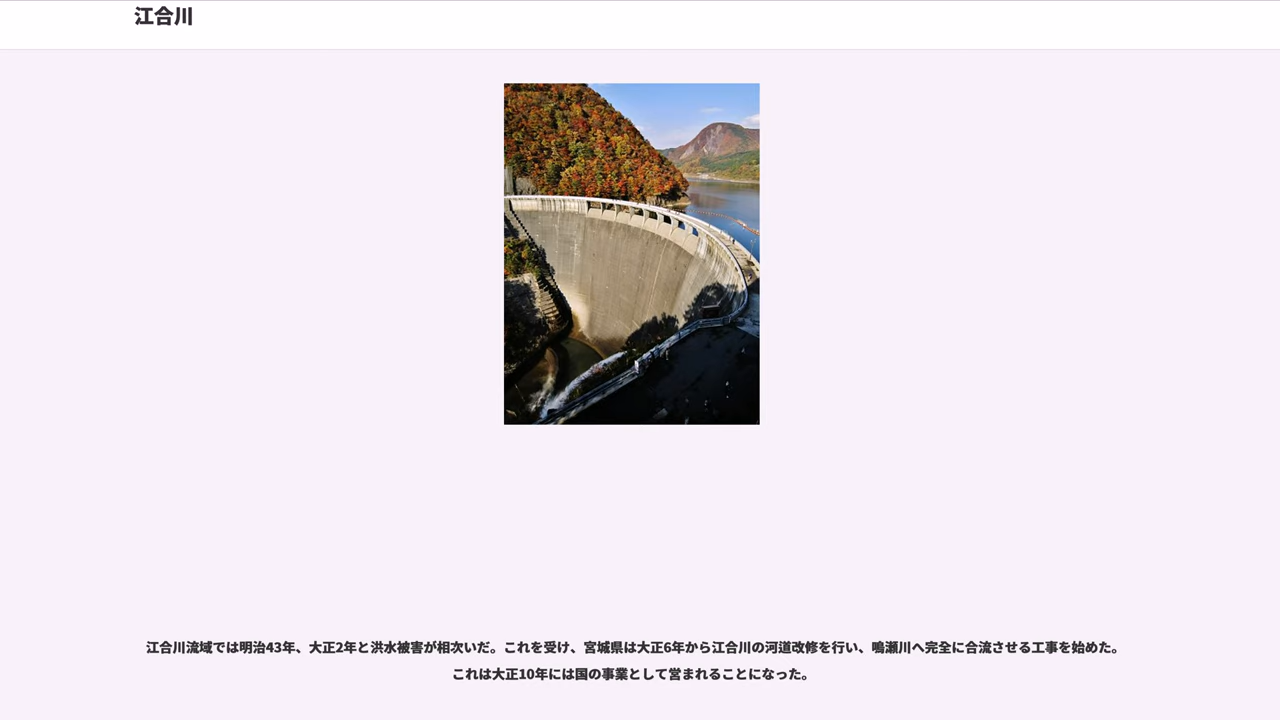 江合川
江合川流域では明治43年、大正2年と洪水被害が相次いだ。これを受け、宮城県は大正6年から江合川の河道改修を行い、鳴瀬川へ完全に合流させる工事を始めた。
これは大正10年には国の事業として営まれることになった。